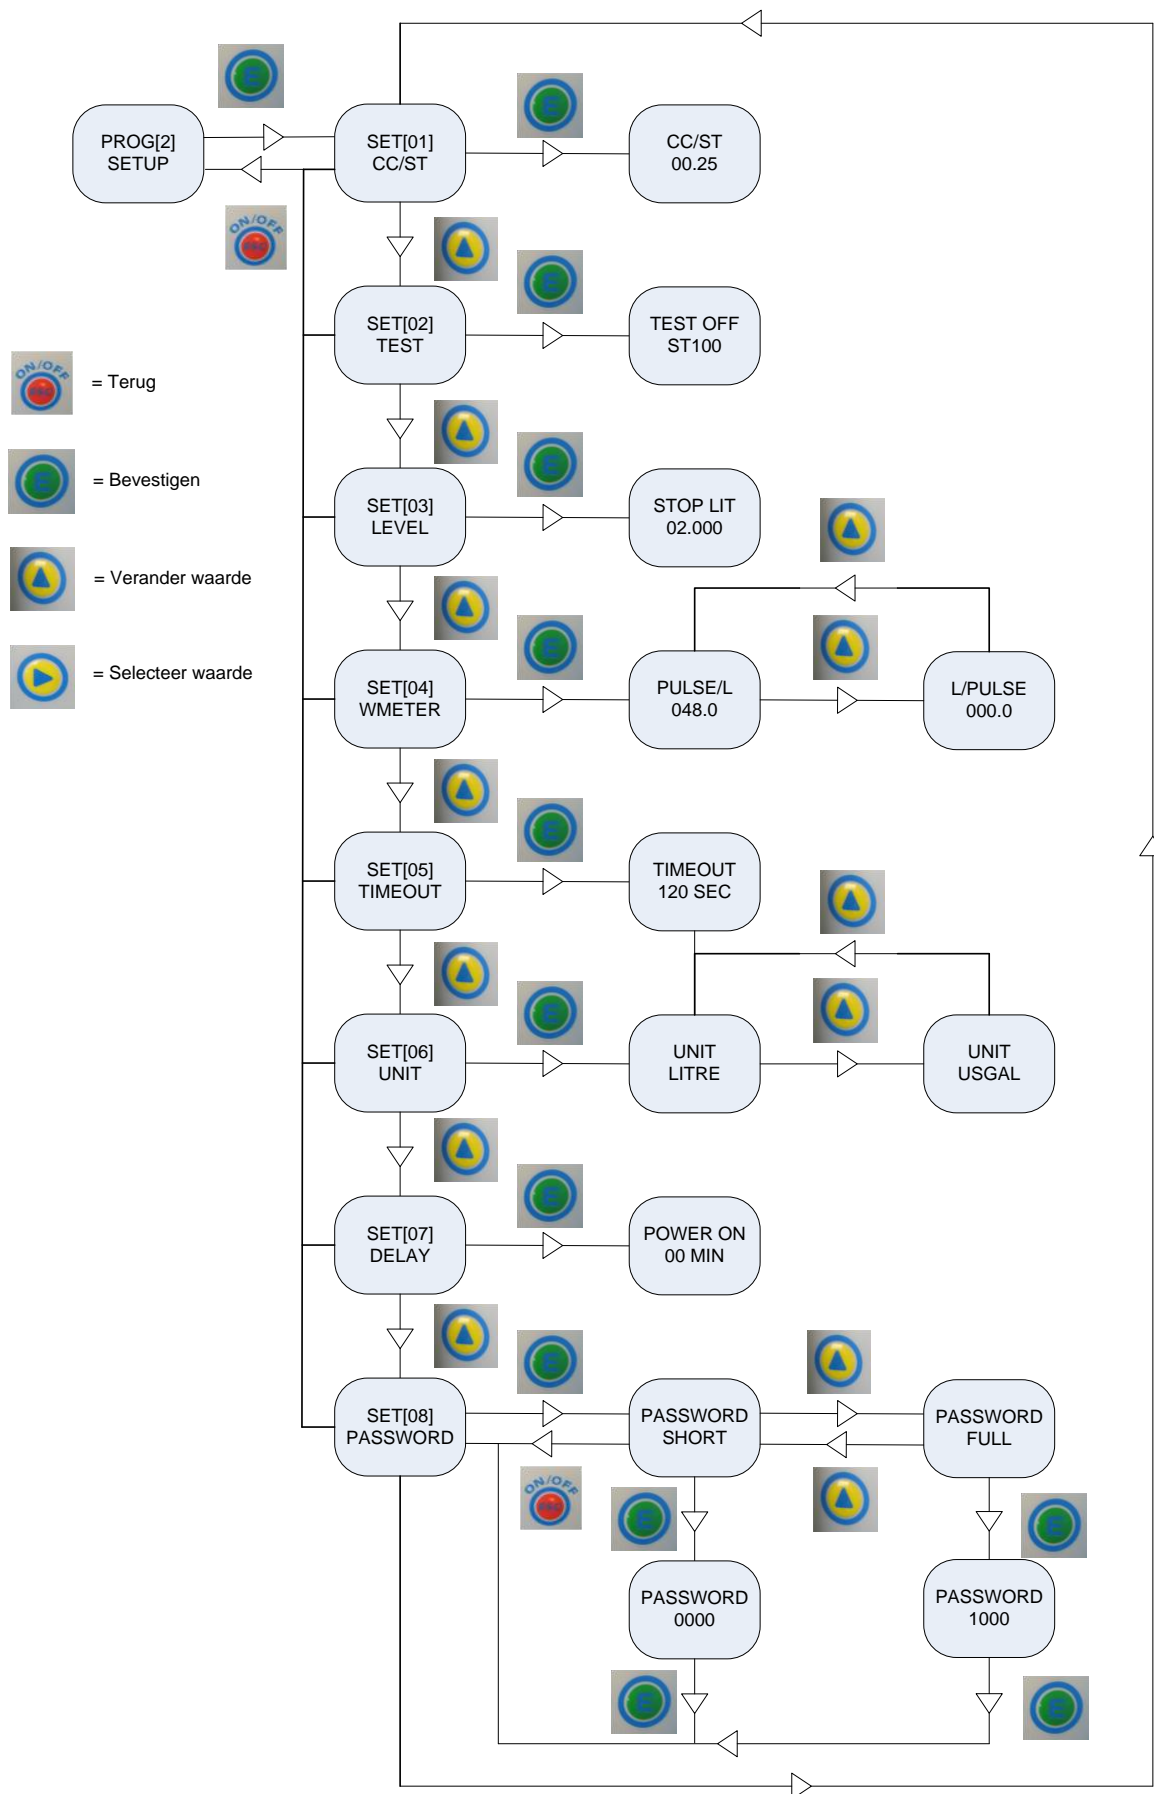 PROG[2]
SETUP
SET[01]
CC/ST
CC/ST
00.25
ON/OFF
ESC
SET[02]
TEST
TEST OFF
ST100
ON/OFF
ESC
= Terug
E
= Bevestigen
= Verander waarde
= Selecteer waarde
SET[03]
LEVEL
STOP LIT
02.000
SET[04]
WMETER
PULSE/L
048.0
L/PULSE
000.0
SET[05]
TIMEOUT
TIMEOUT
120 SEC
SET[06]
UNIT
UNIT
LITRE
UNIT
USGAL
SET[07]
DELAY
POWER ON
00 MIN
SET[08]
PASSWORD
PASSWORD
SHORT
PASSWORD
FULL
ON/OFF
ESC
PASSWORD
0000
PASSWORD
1000